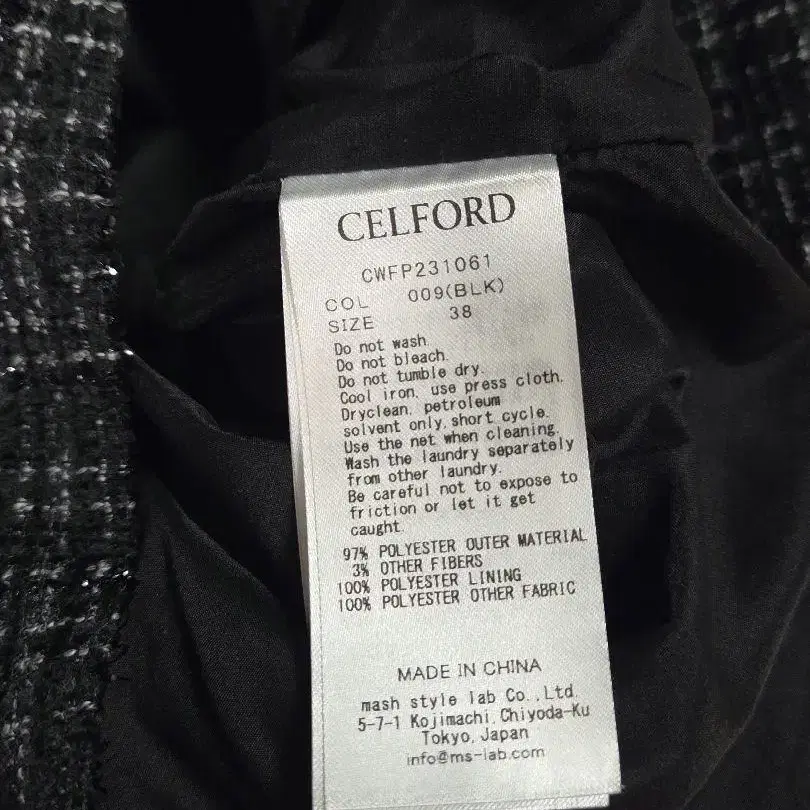 CELFORD
CWFP231061
COL 009(BLK)
SIZE 38
Do not wash.
Do not bleach.
Do not tumble dry.
Cool iron, use press cloth.
Dryclean, petroleum
solvent only, short cycle.
Use the net when cleaning.
Wash the laundry separately
from other laundry.
Be careful not to expose to
friction or let it get
caught.
97% POLYESTER OUTER MATERIAL
3% OTHER FIBERS
100% POLYESTER LINING
100% POLYESTER OTHER FABRIC
MADE IN CHINA
mash style lab Co.,Ltd.
5-7-1 Kojimachi,Chiyoda-Ku
Tokyo,Japan
info@ms-lab.com